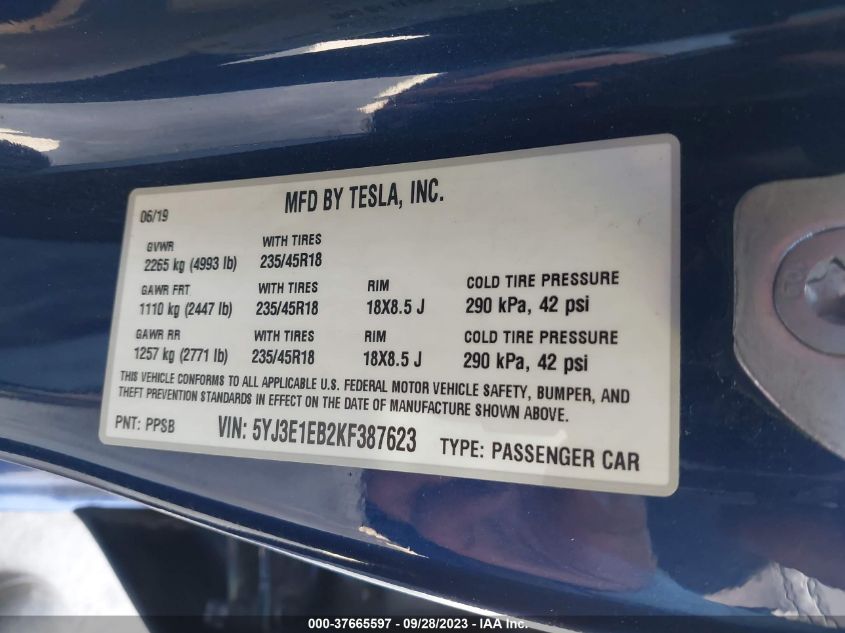 MFD BY TESLA, INC.
06/19
GVWR WITH TIRES
2265 kg (4993 lb) 235/45R18
GAWR FRT WITH TIRES RIM COLD TIRE PRESSURE
1110 kg (2447 lb) 235/45R18 18X8.5 J 290 kPa, 42 psi
GAWR RR WITH TIRES RIM COLD TIRE PRESSURE
1257 kg (2771 lb) 235/45R18 18X8.5 J 290 kPa, 42 psi
THIS VEHICLE CONFORMS TO ALL APPLICABLE U.S. FEDERAL MOTOR VEHICLE SAFETY, BUMPER, AND
THEFT PREVENTION STANDARDS IN EFFECT ON THE DATE OF MANUFACTURE SHOWN ABOVE.
PNT: PPSB VIN: 5YJ3E1EB2KF387623 TYPE: PASSENGER CAR
000-37665597 - 09/28/2023 - IAA Inc.